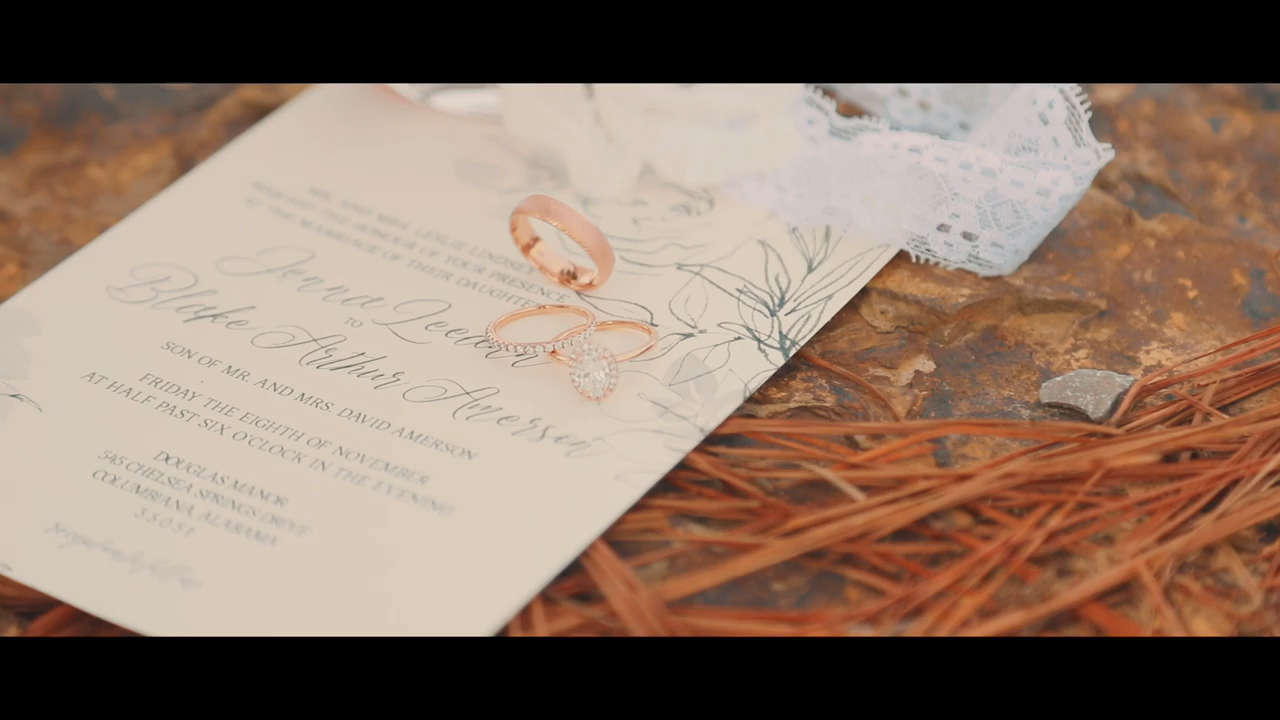 MR. AND MRS. LESLIE LINDSEY
REQUEST THE HONOUR OF YOUR PRESENCE
AT THE MARRIAGE OF THEIR DAUGHTER
Jenna
TO
Blake Arthur Amerson
SON OF MR. AND MRS. DAVID AMERSON
FRIDAY THE EIGHTH OF NOVEMBER
AT HALF PAST SIX O'CLOCK IN THE EVENING
DOUGLAS MANOR
545 CHELSEA SPRINGS DRIVE
COLUMBIANA, ALABAMA
35051